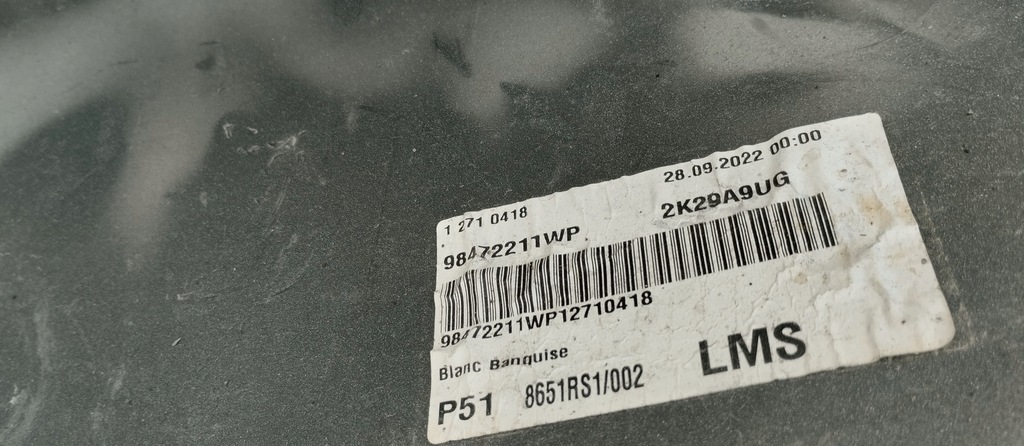 1 271 0418 28.09.2022 00:00
98472211WP 2K29A9UG
98472211WP12710418
Blanc Banquise
P51 8651RS1/002 LMS